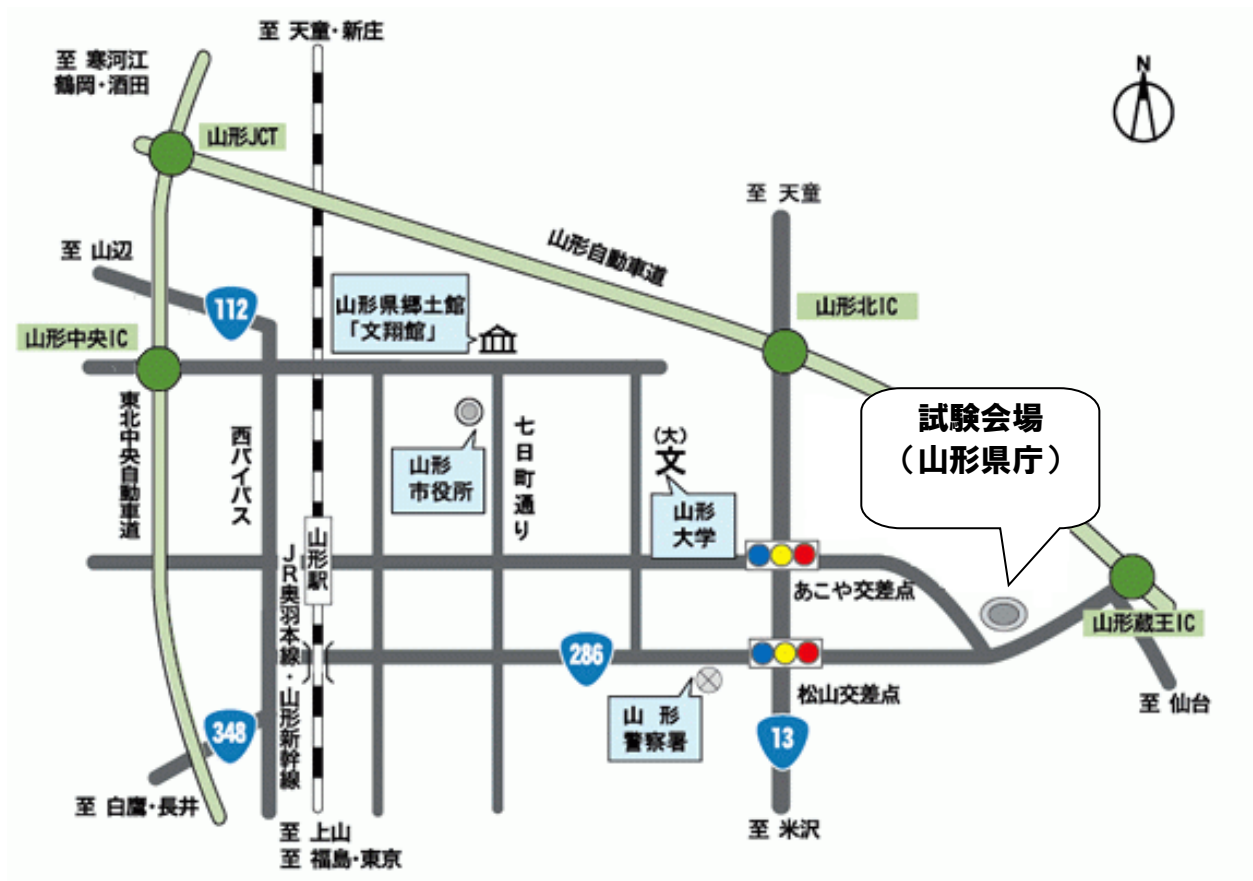 至 天童・新庄
至 寒河江
鶴岡・酒田
N
山形JCT
至 天童
至 山辺
山形自動車道
112
山形県郷土館
「文翔館」
山形北IC
山形中央IC
東北中央自動車道
西バイパス
山形
市役所
七日町通り
(大)
文
山形
大学
試験会場
(山形県庁)
山形駅
JR奥羽本線・山形新幹線
あこや交差点
山形蔵王IC
286
松山交差点
至 仙台
山 形
警察署
348
13
至 白鷹・長井
至 上山
至 福島・東京
至 米沢